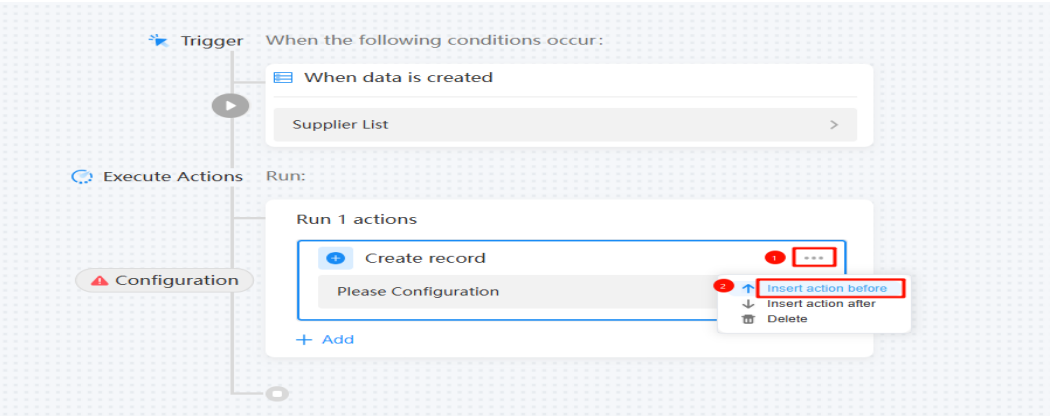 Trigger When the following conditions occur:
When data is created
Supplier List
Execute Actions Run:
Run 1 actions
Create record 1
Configuration
Please Configuration
2 Insert action before
Insert action after
Delete
+ Add